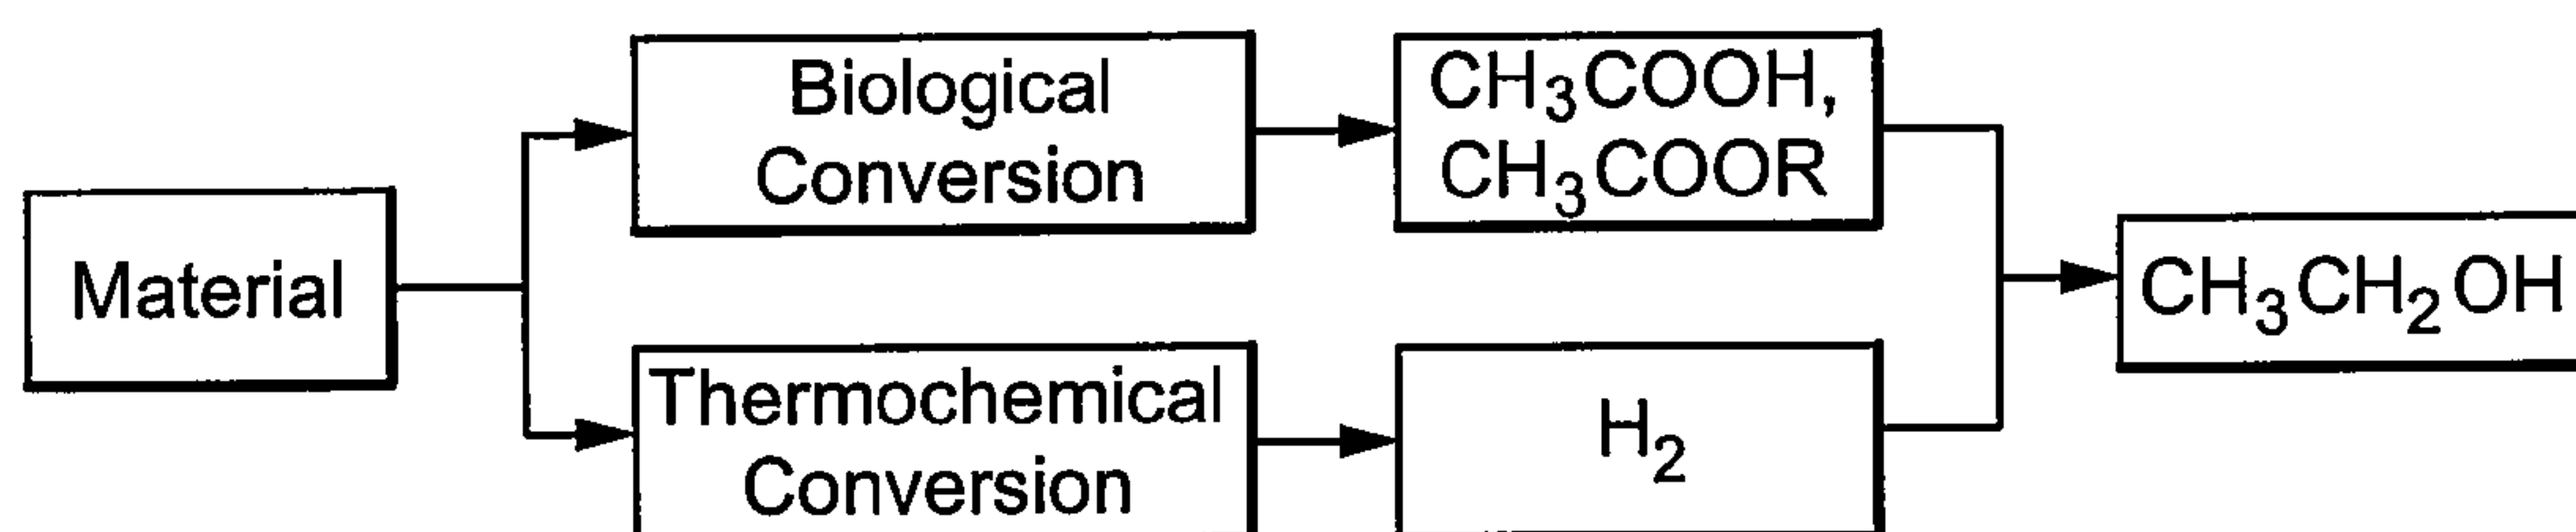 Material
Biological
Conversion
CH₃COOH,
CH₃COOR
Thermochemical
Conversion
H₂
CH₃CH₂OH